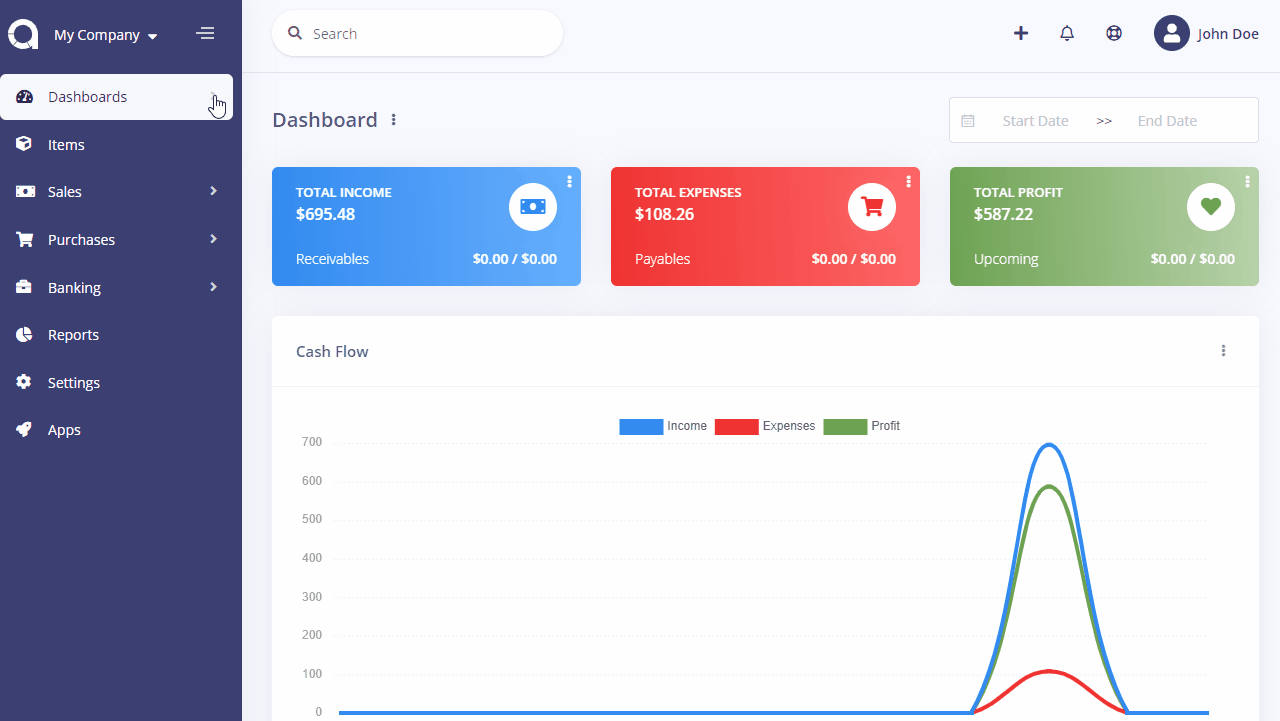 My Company
Search
John Doe
Dashboards
Items
Sales
Purchases
Banking
Reports
Settings
Apps
Dashboard
Start Date >> End Date
TOTAL INCOME
$695.48
Receivables $0.00 / $0.00
TOTAL EXPENSES
$108.26
Payables $0.00 / $0.00
TOTAL PROFIT
$587.22
Upcoming $0.00 / $0.00
Cash Flow
Income Expenses Profit
700
600
500
400
300
200
100
0